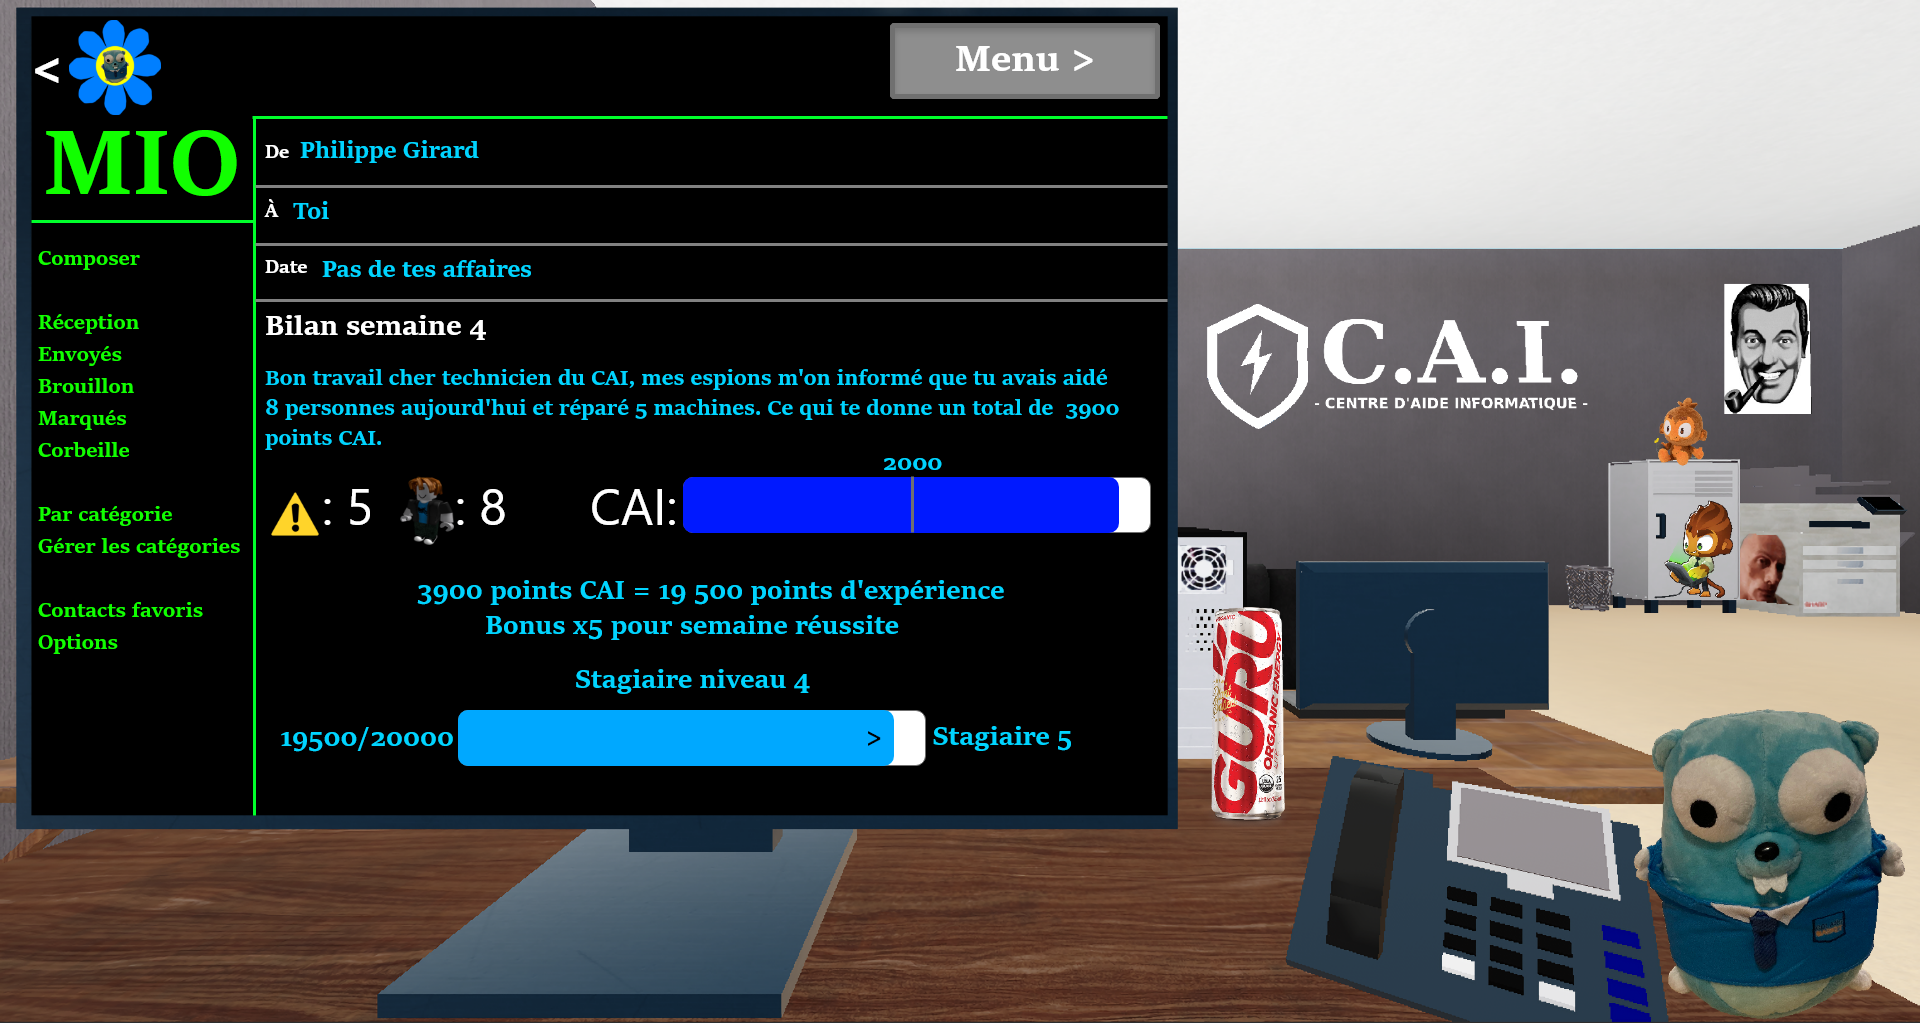 <
Menu >
MIO
Composer
Réception
Envoyés
Brouillon
Marqués
Corbeille
Par catégorie
Gérer les catégories
Contacts favoris
Options
De Philippe Girard
À Toi
Date Pas de tes affaires
Bilan semaine 4
Bon travail cher technicien du CAI, mes espions m'on informé que tu avais aidé
8 personnes aujourd'hui et réparé 5 machines. Ce qui te donne un total de 3900
points CAI.
2000
: 5 : 8 CAI:
3900 points CAI = 19 500 points d'expérience
Bonus x5 pour semaine réussite
Stagiaire niveau 4
19500/20000 > Stagiaire 5
C.A.I.
- CENTRE D'AIDE INFORMATIQUE -
GURU
ORGANIC ENERGY